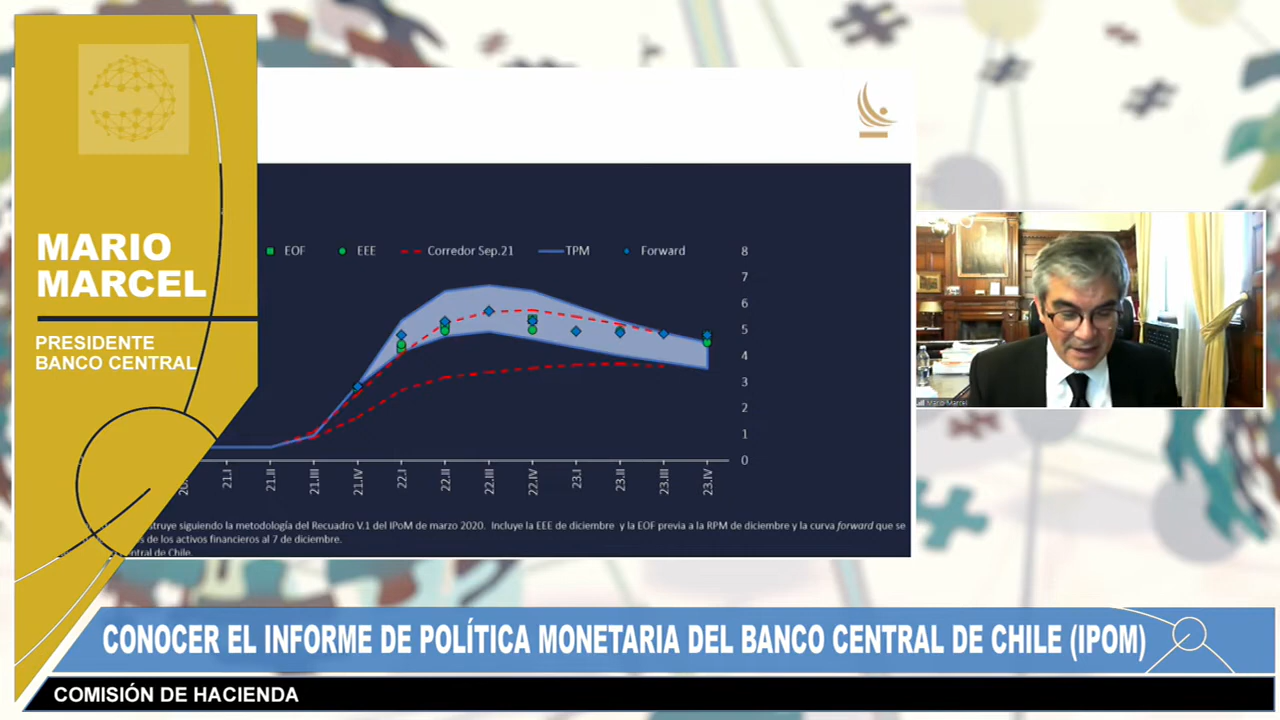 MARIO
MARCEL
PRESIDENTE
BANCO CENTRAL
EOF
EEE
Corredor Sep.21
TPM
Forward
8
7
6
5
4
3
2
1
0
21.I
21.II
21.III
21.IV
22.I
22.II
22.III
22.IV
23.I
23.II
23.III
23.IV
siguiendo la metodología del Recuadro V.1 del IPoM de marzo 2020. Incluye la EEE de diciembre y la EOF previa a la RPM de diciembre y la curva forward que se
de los activos financieros al 7 de diciembre.
de Chile.
Mario Marcel
CONOCER EL INFORME DE POLÍTICA MONETARIA DEL BANCO CENTRAL DE CHILE (IPOM)
COMISIÓN DE HACIENDA